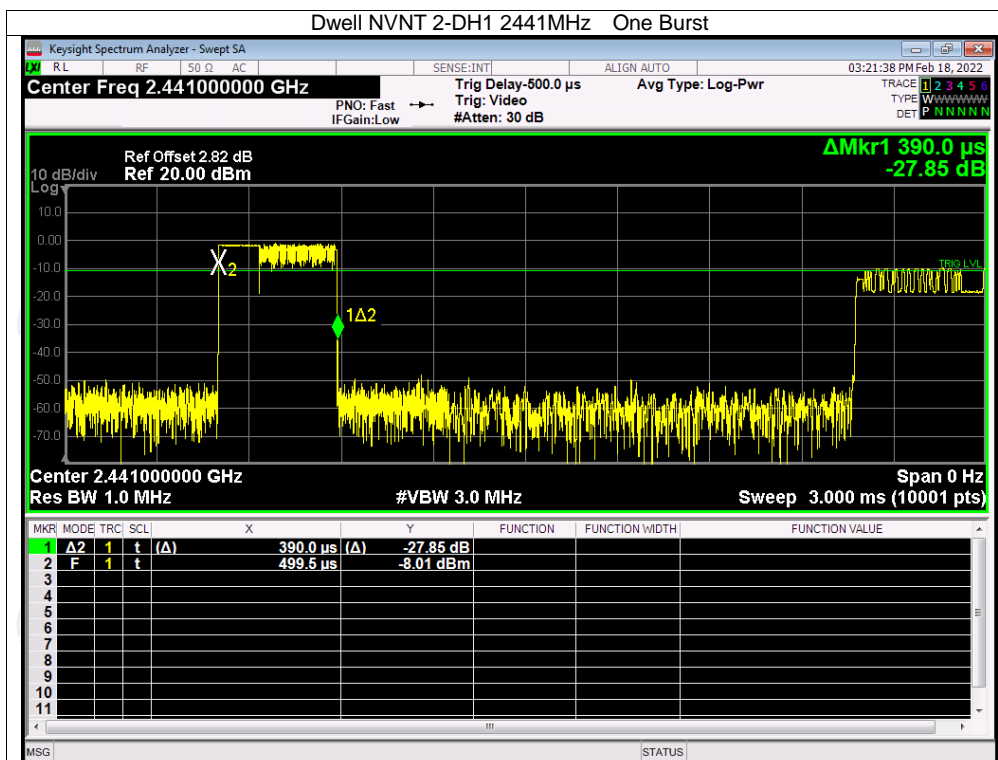 Dwell NVNT 2-DH1 2441MHz One Burst
Keysight Spectrum Analyzer - Swept SA
LXI RL RF 50 Ω AC SENSE:INT ALIGN AUTO 03:21:38 PM Feb 18, 2022
Center Freq 2.441000000 GHz
PNO: Fast
IFGain:Low
Trig Delay-500.0 µs
Trig: Video
#Atten: 30 dB
Avg Type: Log-Pwr
TRACE 1 2 3 4 5 6
TYPE WWWWWW
DET P N N N N N
ΔMkr1 390.0 µs
-27.85 dB
Ref Offset 2.82 dB
10 dB/div Ref 20.00 dBm
Log
10.0
0.00
-10.0
-20.0
-30.0
-40.0
-50.0
-60.0
-70.0
X2
1Δ2
TRIG LVL
Center 2.441000000 GHz Span 0 Hz
Res BW 1.0 MHz #VBW 3.0 MHz Sweep 3.000 ms (10001 pts)
MKR MODE TRC SCL X Y FUNCTION FUNCTION WIDTH FUNCTION VALUE
1 Δ2 1 t (Δ) 390.0 µs (Δ) -27.85 dB
2 F 1 t 499.5 µs -8.01 dBm
3
4
5
6
7
8
9
10
11
MSG STATUS